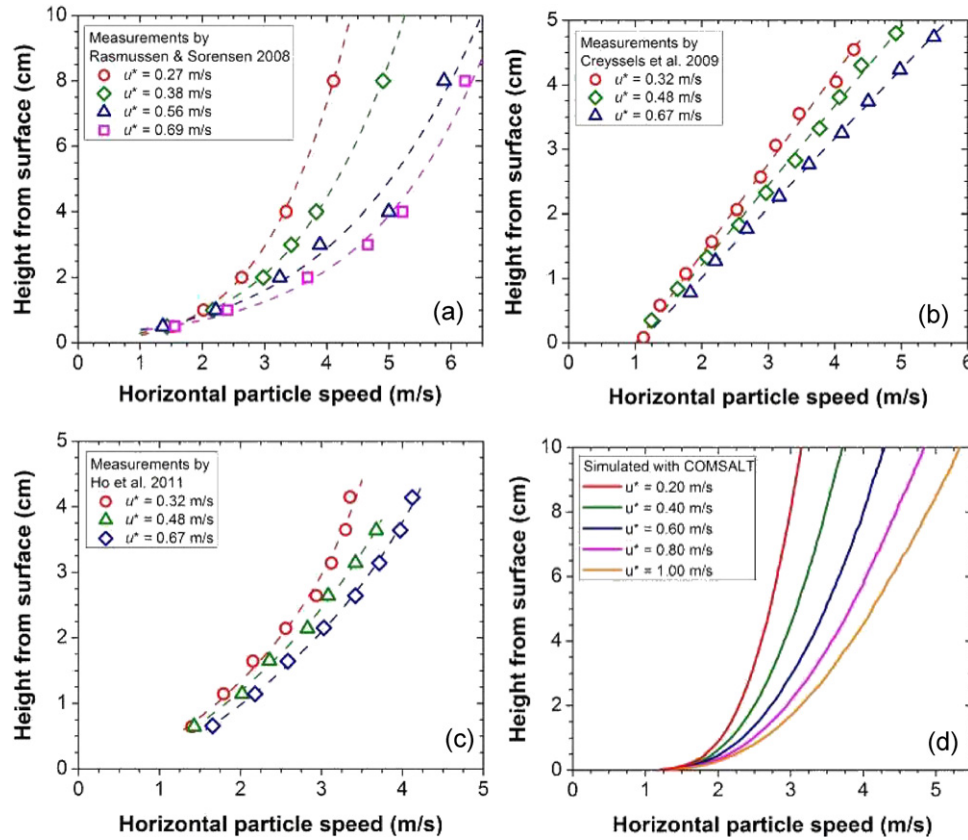 (a)
Measurements by
Rasmussen & Sorensen 2008
u* = 0.27 m/s
u* = 0.38 m/s
u* = 0.56 m/s
u* = 0.69 m/s
Height from surface (cm)
10
8
6
4
2
0
0 1 2 3 4 5 6
Horizontal particle speed (m/s)
(b)
Measurements by
Creyssels et al. 2009
u* = 0.32 m/s
u* = 0.48 m/s
u* = 0.67 m/s
Height from surface (cm)
5
4
3
2
1
0
0 1 2 3 4 5 6
Horizontal particle speed (m/s)
(c)
Measurements by
Ho et al. 2011
u* = 0.32 m/s
u* = 0.48 m/s
u* = 0.67 m/s
Height from surface (cm)
5
4
3
2
1
0
0 1 2 3 4 5
Horizontal particle speed (m/s)
(d)
Simulated with COMSALT
u* = 0.20 m/s
u* = 0.40 m/s
u* = 0.60 m/s
u* = 0.80 m/s
u* = 1.00 m/s
Height from surface (cm)
10
8
6
4
2
0
0 1 2 3 4 5
Horizontal particle speed (m/s)